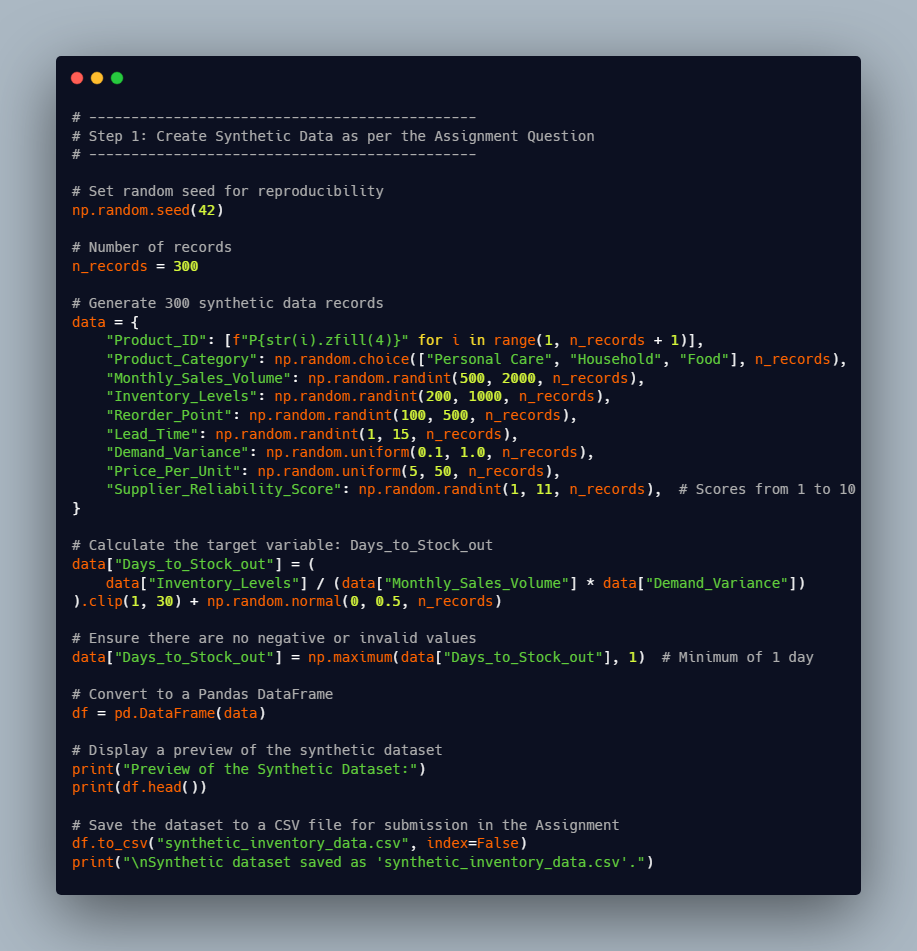 # ----------------------------------------------
# Step 1: Create Synthetic Data as per the Assignment Question
# ----------------------------------------------

# Set random seed for reproducibility
np.random.seed(42)

# Number of records
n_records = 300

# Generate 300 synthetic data records
data = {
    "Product_ID": [f"P{str(i).zfill(4)}" for i in range(1, n_records + 1)],
    "Product_Category": np.random.choice(["Personal Care", "Household", "Food"], n_records),
    "Monthly_Sales_Volume": np.random.randint(500, 2000, n_records),
    "Inventory_Levels": np.random.randint(200, 1000, n_records),
    "Reorder_Point": np.random.randint(100, 500, n_records),
    "Lead_Time": np.random.randint(1, 15, n_records),
    "Demand_Variance": np.random.uniform(0.1, 1.0, n_records),
    "Price_Per_Unit": np.random.uniform(5, 50, n_records),
    "Supplier_Reliability_Score": np.random.randint(1, 11, n_records),  # Scores from 1 to 10
}

# Calculate the target variable: Days_to_Stock_out
data["Days_to_Stock_out"] = (
    data["Inventory_Levels"] / (data["Monthly_Sales_Volume"] * data["Demand_Variance"])
).clip(1, 30) + np.random.normal(0, 0.5, n_records)

# Ensure there are no negative or invalid values
data["Days_to_Stock_out"] = np.maximum(data["Days_to_Stock_out"], 1)  # Minimum of 1 day

# Convert to a Pandas DataFrame
df = pd.DataFrame(data)

# Display a preview of the synthetic dataset
print("Preview of the Synthetic Dataset:")
print(df.head())

# Save the dataset to a CSV file for submission in the Assignment
df.to_csv("synthetic_inventory_data.csv", index=False)
print("\nSynthetic dataset saved as 'synthetic_inventory_data.csv'.")